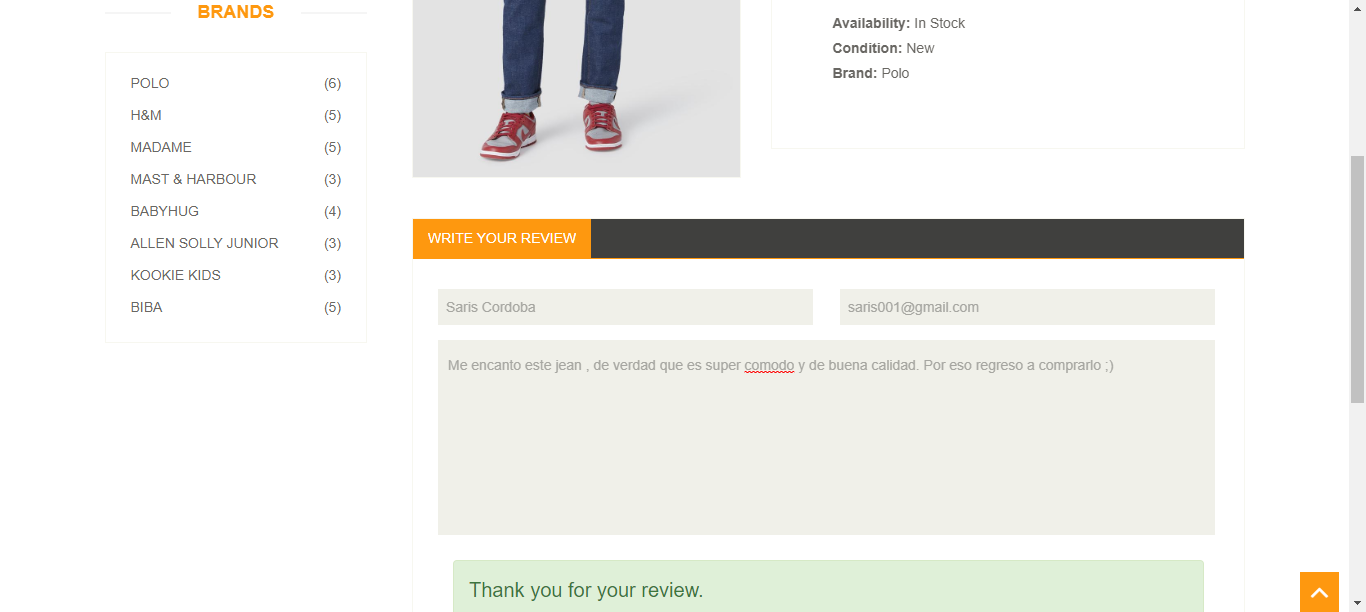 BRANDS
POLO (6)
H&M (5)
MADAME (5)
MAST & HARBOUR (3)
BABYHUG (4)
ALLEN SOLLY JUNIOR (3)
KOOKIE KIDS (3)
BIBA (5)
Availability: In Stock
Condition: New
Brand: Polo
WRITE YOUR REVIEW
Saris Cordoba
saris001@gmail.com
Me encanto este jean , de verdad que es super comodo y de buena calidad. Por eso regreso a comprarlo ;)
Thank you for your review.